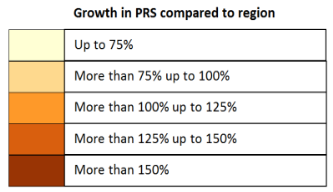 Growth in PRS compared to region
Up to 75%
More than 75% up to 100%
More than 100% up to 125%
More than 125% up to 150%
More than 150%